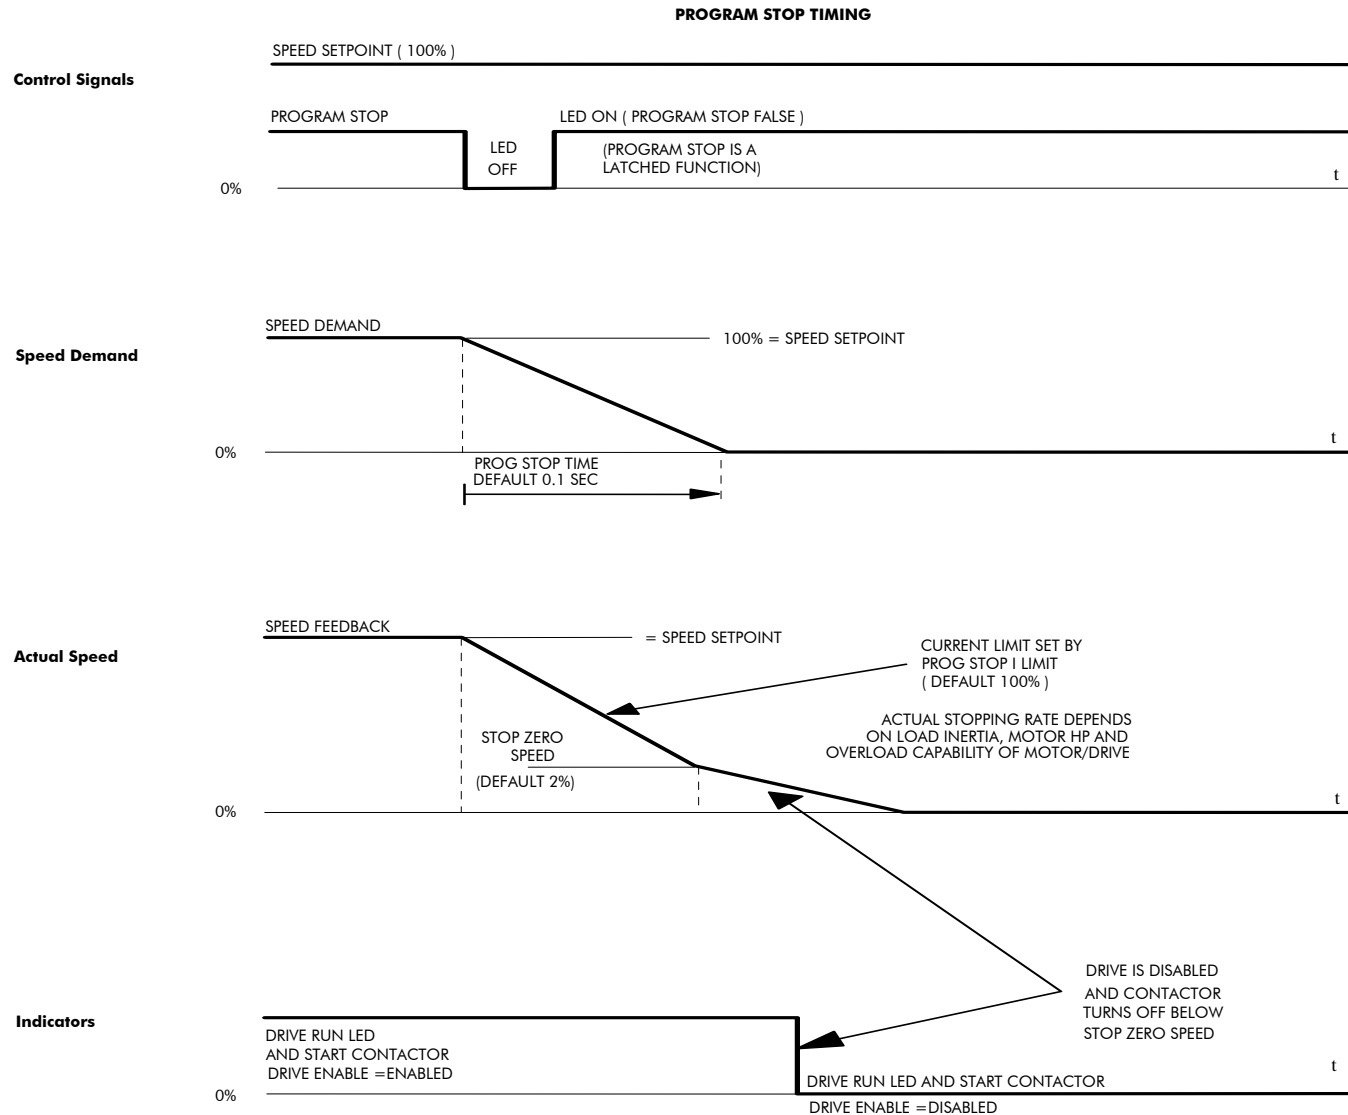 PROGRAM STOP TIMING
SPEED SETPOINT ( 100% )
Control Signals
PROGRAM STOP
LED ON ( PROGRAM STOP FALSE )
LED
OFF
(PROGRAM STOP IS A
LATCHED FUNCTION)
t
0%
SPEED DEMAND
100% = SPEED SETPOINT
Speed Demand
t
0%
PROG STOP TIME
DEFAULT 0.1 SEC
SPEED FEEDBACK
= SPEED SETPOINT
Actual Speed
CURRENT LIMIT SET BY
PROG STOP I LIMIT
( DEFAULT 100% )
ACTUAL STOPPING RATE DEPENDS
ON LOAD INERTIA, MOTOR HP AND
OVERLOAD CAPABILITY OF MOTOR/DRIVE
STOP ZERO
SPEED
(DEFAULT 2%)
t
0%
DRIVE IS DISABLED
AND CONTACTOR
TURNS OFF BELOW
STOP ZERO SPEED
Indicators
DRIVE RUN LED
AND START CONTACTOR
DRIVE ENABLE =ENABLED
t
0%
DRIVE RUN LED AND START CONTACTOR
DRIVE ENABLE =DISABLED